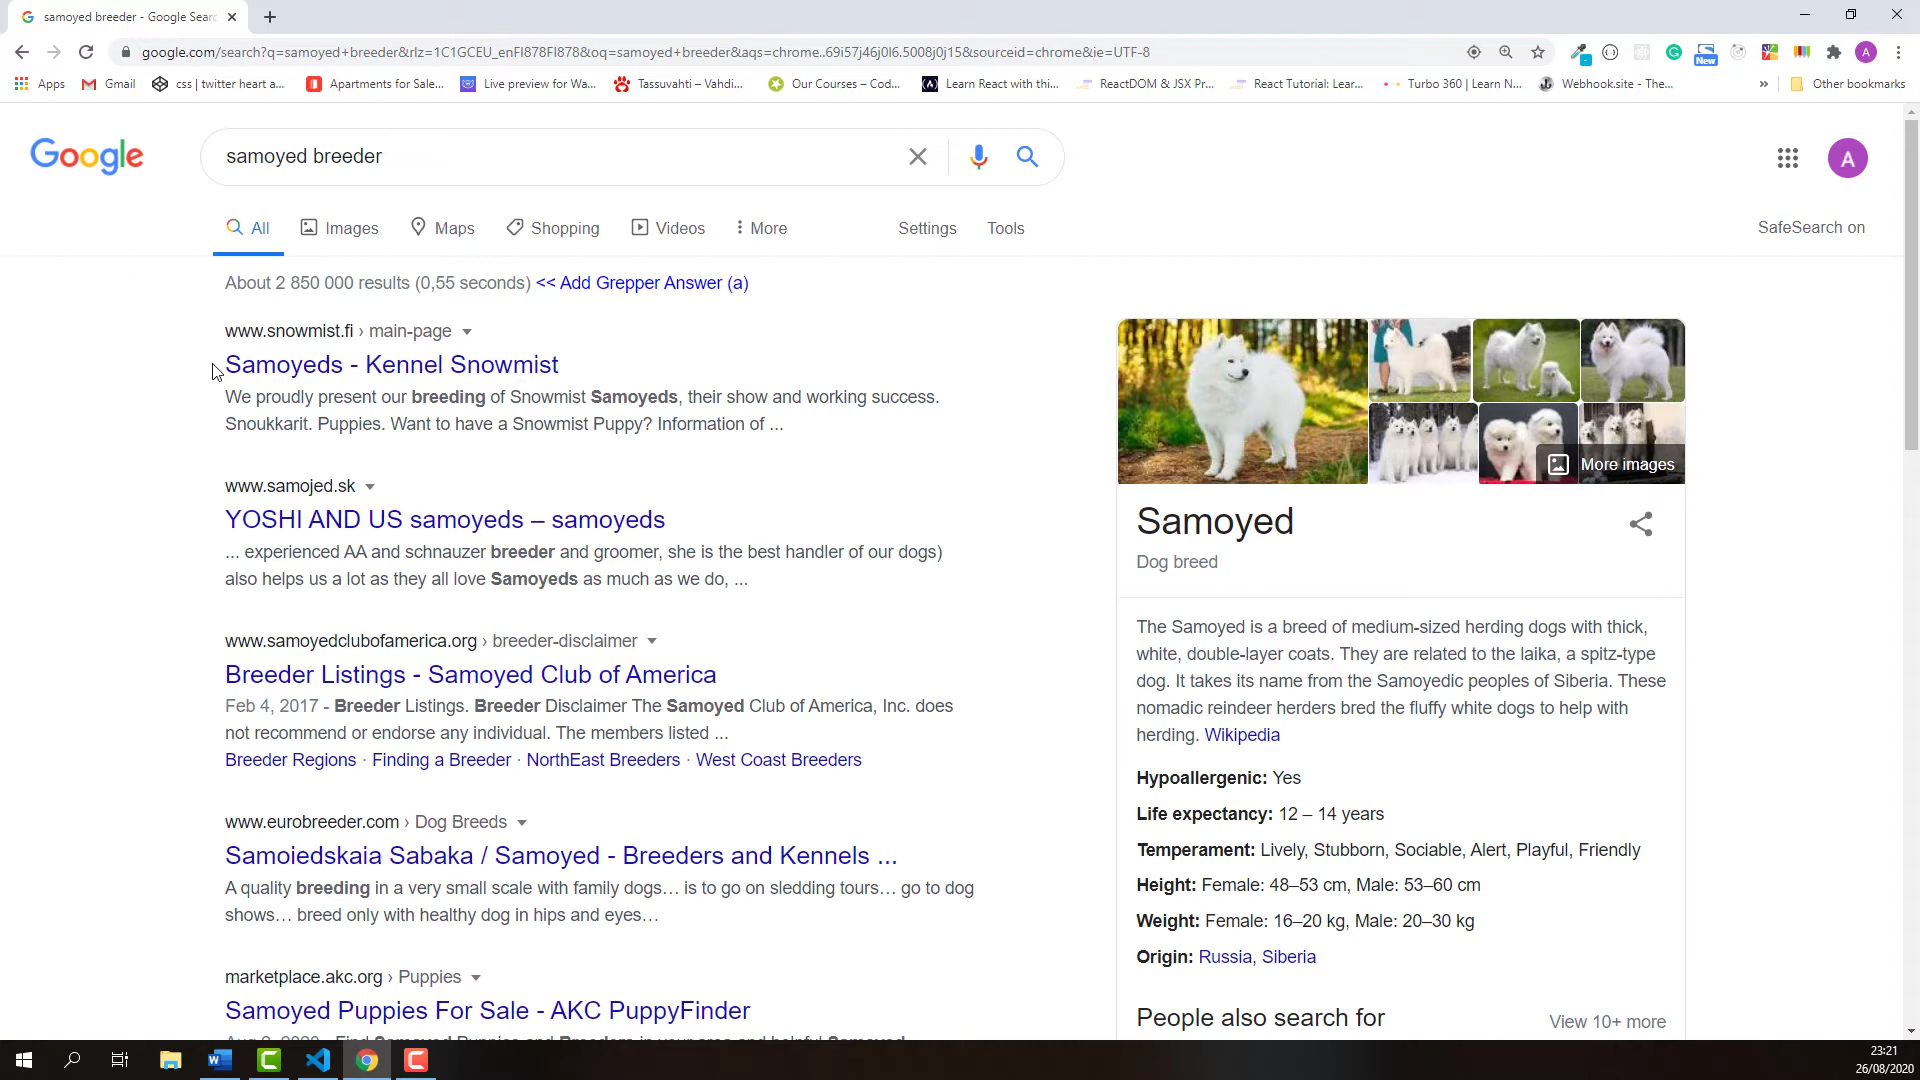 samoyed breeder - Google Searc
google.com/search?q=samoyed+breeder&rlz=1C1GCEU_enFI878FI878&oq=samoyed+breeder&aqs=chrome..69i57j46j0l6.5008j0j15&sourceid=chrome&ie=UTF-8
New
A
Apps
Gmail
css | twitter heart a...
Apartments for Sale...
Live preview for Wa...
Tassuvahti – Vahdi...
Our Courses – Cod...
Learn React with thi...
ReactDOM & JSX Pr...
React Tutorial: Lear...
Turbo 360 | Learn N...
Webhook.site - The...
»
Other bookmarks
Google
samoyed breeder
A
All
Images
Maps
Shopping
Videos
More
Settings
Tools
SafeSearch on
About 2 850 000 results (0,55 seconds) << Add Grepper Answer (a)
www.snowmist.fi › main-page
Samoyeds - Kennel Snowmist
We proudly present our breeding of Snowmist Samoyeds, their show and working success.
Snoukkarit. Puppies. Want to have a Snowmist Puppy? Information of ...
www.samojed.sk
YOSHI AND US samoyeds – samoyeds
... experienced AA and schnauzer breeder and groomer, she is the best handler of our dogs)
also helps us a lot as they all love Samoyeds as much as we do, ...
www.samoyedclubofamerica.org › breeder-disclaimer
Breeder Listings - Samoyed Club of America
Feb 4, 2017 - Breeder Listings. Breeder Disclaimer The Samoyed Club of America, Inc. does
not recommend or endorse any individual. The members listed ...
Breeder Regions · Finding a Breeder · NorthEast Breeders · West Coast Breeders
www.eurobreeder.com › Dog Breeds
Samoiedskaia Sabaka / Samoyed - Breeders and Kennels ...
A quality breeding in a very small scale with family dogs… is to go on sledding tours… go to dog
shows… breed only with healthy dog in hips and eyes…
marketplace.akc.org › Puppies
Samoyed Puppies For Sale - AKC PuppyFinder
More images
Samoyed
Dog breed
The Samoyed is a breed of medium-sized herding dogs with thick,
white, double-layer coats. They are related to the laika, a spitz-type
dog. It takes its name from the Samoyedic peoples of Siberia. These
nomadic reindeer herders bred the fluffy white dogs to help with
herding. Wikipedia
Hypoallergenic: Yes
Life expectancy: 12 – 14 years
Temperament: Lively, Stubborn, Sociable, Alert, Playful, Friendly
Height: Female: 48–53 cm, Male: 53–60 cm
Weight: Female: 16–20 kg, Male: 20–30 kg
Origin: Russia, Siberia
People also search for
View 10+ more
23:21
26/08/2020